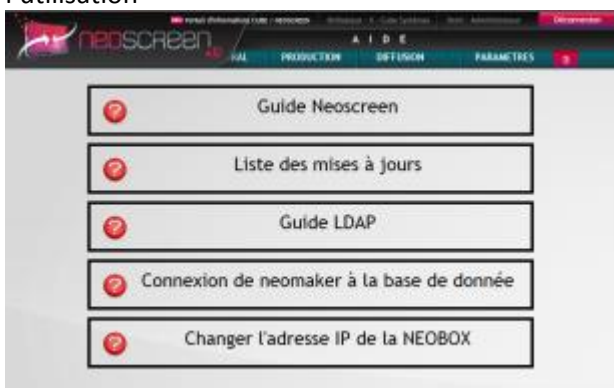 l'utilisation
neoscreen
AIDE
PRODUCTION DIFFUSION PARAMETRES
Guide Neoscreen
Liste des mises à jours
Guide LDAP
Connexion de neomaker à la base de donnée
Changer l'adresse IP de la NEOBOX